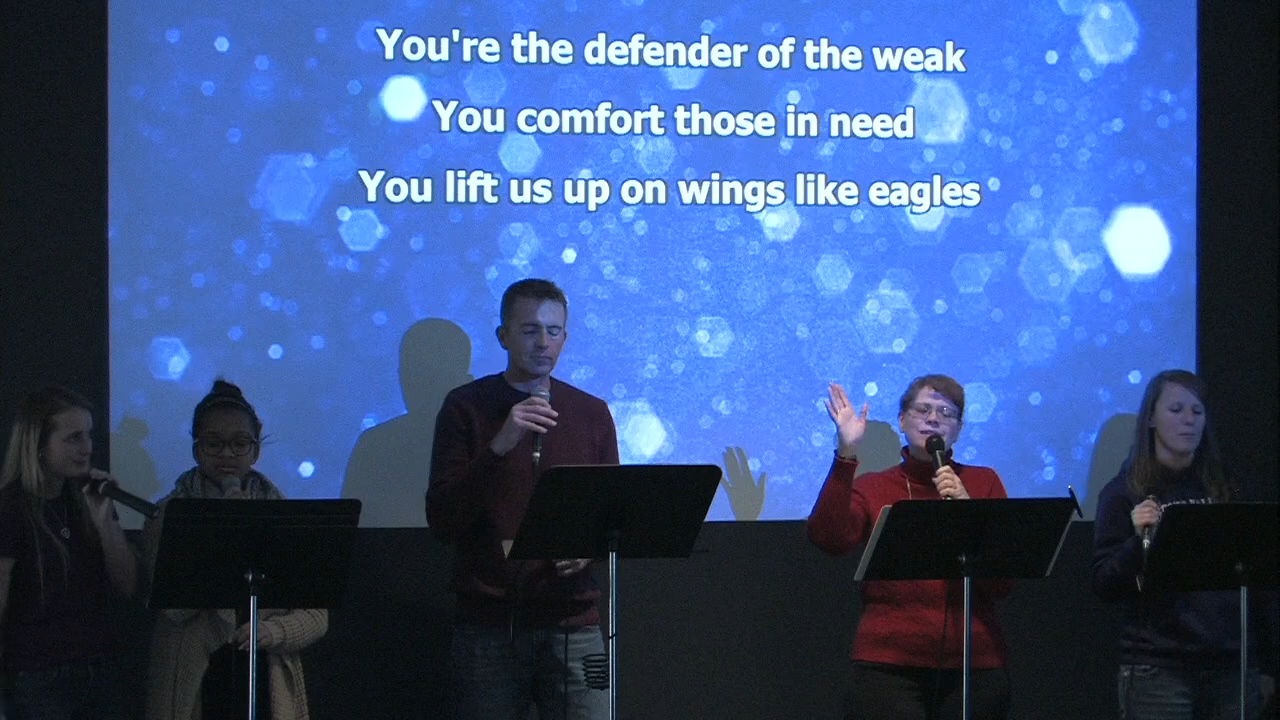 You're the defender of the weak
You comfort those in need
You lift us up on wings like eagles